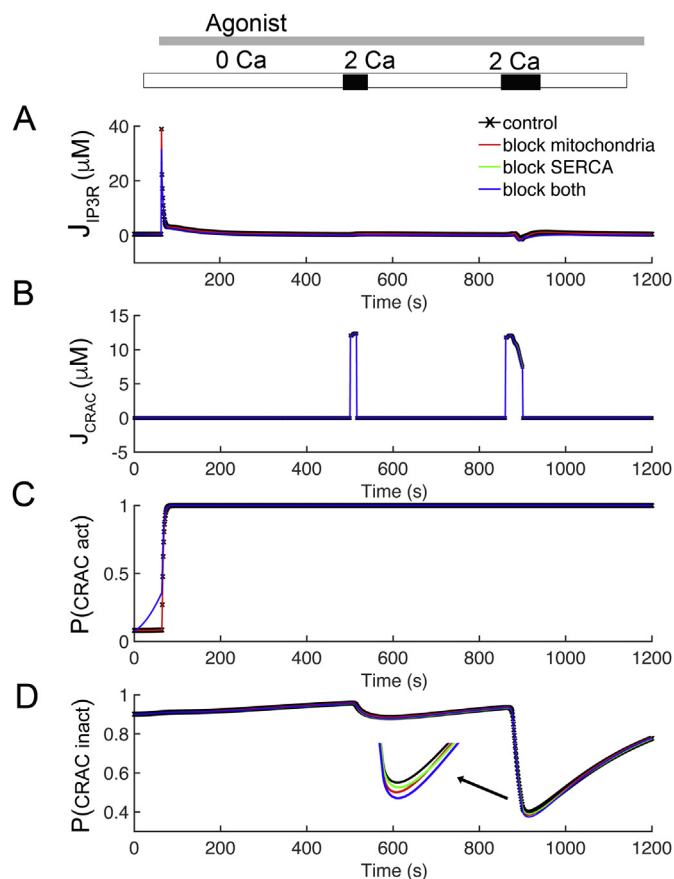 Agonist
0 Ca 2 Ca 2 Ca
A
J_IP3R (μM)
40
20
0
control
block mitochondria
block SERCA
block both
200 400 600 800 1000 1200
Time (s)
B
J_CRAC (μM)
15
10
5
0
-5
0 200 400 600 800 1000 1200
Time (s)
C
P(CRAC act)
1
0.5
0
0 200 400 600 800 1000 1200
Time (s)
D
P(CRAC inact)
1
0.8
0.6
0.4
0 200 400 600 800 1000 1200
Time (s)